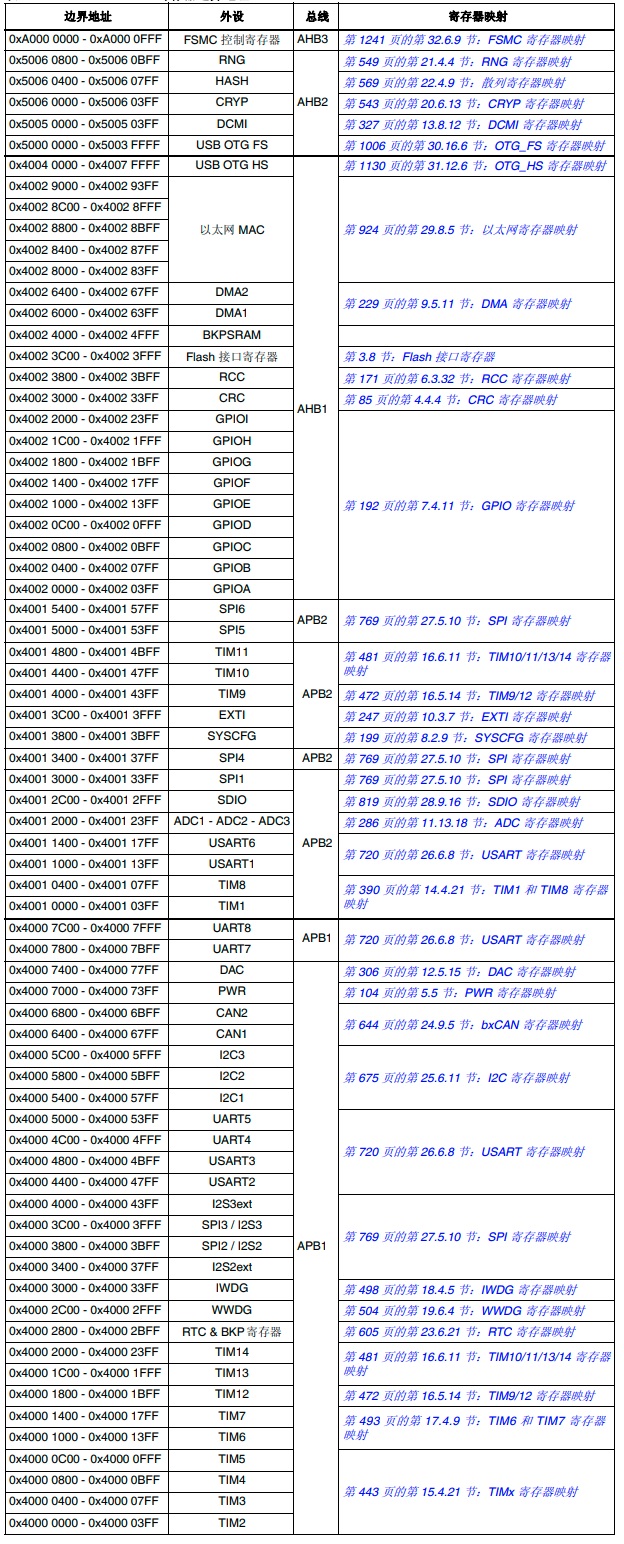 边界地址 外设 总线 寄存器映射
0xA000 0000 - 0xA000 0FFF FSMC 控制寄存器 AHB3 第 1241 页的第 32.6.9 节：FSMC 寄存器映射
0x5006 0800 - 0x5006 0BFF RNG 第 549 页的第 21.4.4 节：RNG 寄存器映射
0x5006 0400 - 0x5006 07FF HASH 第 569 页的第 22.4.9 节：散列寄存器映射
0x5006 0000 - 0x5006 03FF CRYP AHB2 第 543 页的第 20.6.13 节：CRYP 寄存器映射
0x5005 0000 - 0x5005 03FF DCMI 第 327 页的第 13.8.12 节：DCMI 寄存器映射
0x5000 0000 - 0x5003 FFFF USB OTG FS 第 1006 页的第 30.16.6 节：OTG_FS 寄存器映射
0x4004 0000 - 0x4007 FFFF USB OTG HS 第 1130 页的第 31.12.6 节：OTG_HS 寄存器映射
0x4002 9000 - 0x4002 93FF
0x4002 8C00 - 0x4002 8FFF
0x4002 8800 - 0x4002 8BFF 以太网 MAC 第 924 页的第 29.8.5 节：以太网寄存器映射
0x4002 8400 - 0x4002 87FF
0x4002 8000 - 0x4002 83FF
0x4002 6400 - 0x4002 67FF DMA2 第 229 页的第 9.5.11 节：DMA 寄存器映射
0x4002 6000 - 0x4002 63FF DMA1
0x4002 4000 - 0x4002 4FFF BKPSRAM
0x4002 3C00 - 0x4002 3FFF Flash 接口寄存器 第 3.8 节：Flash 接口寄存器
0x4002 3800 - 0x4002 3BFF RCC 第 171 页的第 6.3.32 节：RCC 寄存器映射
0x4002 3000 - 0x4002 33FF CRC AHB1 第 85 页的第 4.4.4 节：CRC 寄存器映射
0x4002 2000 - 0x4002 23FF GPIOI
0x4002 1C00 - 0x4002 1FFF GPIOH
0x4002 1800 - 0x4002 1BFF GPIOG
0x4002 1400 - 0x4002 17FF GPIOF
0x4002 1000 - 0x4002 13FF GPIOE 第 192 页的第 7.4.11 节：GPIO 寄存器映射
0x4002 0C00 - 0x4002 0FFF GPIOD
0x4002 0800 - 0x4002 0BFF GPIOC
0x4002 0400 - 0x4002 07FF GPIOB
0x4002 0000 - 0x4002 03FF GPIOA
0x4001 5400 - 0x4001 57FF SPI6 APB2 第 769 页的第 27.5.10 节：SPI 寄存器映射
0x4001 5000 - 0x4001 53FF SPI5
0x4001 4800 - 0x4001 4BFF TIM11 第 481 页的第 16.6.11 节：TIM10/11/13/14 寄存器
0x4001 4400 - 0x4001 47FF TIM10 映射
0x4001 4000 - 0x4001 43FF TIM9 APB2 第 472 页的第 16.5.14 节：TIM9/12 寄存器映射
0x4001 3C00 - 0x4001 3FFF EXTI 第 247 页的第 10.3.7 节：EXTI 寄存器映射
0x4001 3800 - 0x4001 3BFF SYSCFG 第 199 页的第 8.2.9 节：SYSCFG 寄存器映射
0x4001 3400 - 0x4001 37FF SPI4 APB2 第 769 页的第 27.5.10 节：SPI 寄存器映射
0x4001 3000 - 0x4001 33FF SPI1 第 769 页的第 27.5.10 节：SPI 寄存器映射
0x4001 2C00 - 0x4001 2FFF SDIO 第 819 页的第 28.9.16 节：SDIO 寄存器映射
0x4001 2000 - 0x4001 23FF ADC1 - ADC2 - ADC3 第 286 页的第 11.13.18 节：ADC 寄存器映射
0x4001 1400 - 0x4001 17FF USART6 APB2 第 720 页的第 26.6.8 节：USART 寄存器映射
0x4001 1000 - 0x4001 13FF USART1
0x4001 0400 - 0x4001 07FF TIM8 第 390 页的第 14.4.21 节：TIM1 和 TIM8 寄存器
0x4001 0000 - 0x4001 03FF TIM1 映射
0x4000 7C00 - 0x4000 7FFF UART8 APB1 第 720 页的第 26.6.8 节：USART 寄存器映射
0x4000 7800 - 0x4000 7BFF UART7
0x4000 7400 - 0x4000 77FF DAC 第 306 页的第 12.5.15 节：DAC 寄存器映射
0x4000 7000 - 0x4000 73FF PWR 第 104 页的第 5.5 节：PWR 寄存器映射
0x4000 6800 - 0x4000 6BFF CAN2 第 644 页的第 24.9.5 节：bxCAN 寄存器映射
0x4000 6400 - 0x4000 67FF CAN1
0x4000 5C00 - 0x4000 5FFF I2C3
0x4000 5800 - 0x4000 5BFF I2C2 第 675 页的第 25.6.11 节：I2C 寄存器映射
0x4000 5400 - 0x4000 57FF I2C1
0x4000 5000 - 0x4000 53FF UART5
0x4000 4C00 - 0x4000 4FFF UART4 第 720 页的第 26.6.8 节：USART 寄存器映射
0x4000 4800 - 0x4000 4BFF USART3
0x4000 4400 - 0x4000 47FF USART2
0x4000 4000 - 0x4000 43FF I2S3ext
0x4000 3C00 - 0x4000 3FFF SPI3 / I2S3 第 769 页的第 27.5.10 节：SPI 寄存器映射
0x4000 3800 - 0x4000 3BFF SPI2 / I2S2 APB1
0x4000 3400 - 0x4000 37FF I2S2ext
0x4000 3000 - 0x4000 33FF IWDG 第 498 页的第 18.4.5 节：IWDG 寄存器映射
0x4000 2C00 - 0x4000 2FFF WWDG 第 504 页的第 19.6.4 节：WWDG 寄存器映射
0x4000 2800 - 0x4000 2BFF RTC & BKP 寄存器 第 605 页的第 23.6.21 节：RTC 寄存器映射
0x4000 2000 - 0x4000 23FF TIM14 第 481 页的第 16.6.11 节：TIM10/11/13/14 寄存器
0x4000 1C00 - 0x4000 1FFF TIM13 映射
0x4000 1800 - 0x4000 1BFF TIM12 第 472 页的第 16.5.14 节：TIM9/12 寄存器映射
0x4000 1400 - 0x4000 17FF TIM7 第 493 页的第 17.4.9 节：TIM6 和 TIM7 寄存器
0x4000 1000 - 0x4000 13FF TIM6 映射
0x4000 0C00 - 0x4000 0FFF TIM5
0x4000 0800 - 0x4000 0BFF TIM4 第 443 页的第 15.4.21 节：TIMx 寄存器映射
0x4000 0400 - 0x4000 07FF TIM3
0x4000 0000 - 0x4000 03FF TIM2